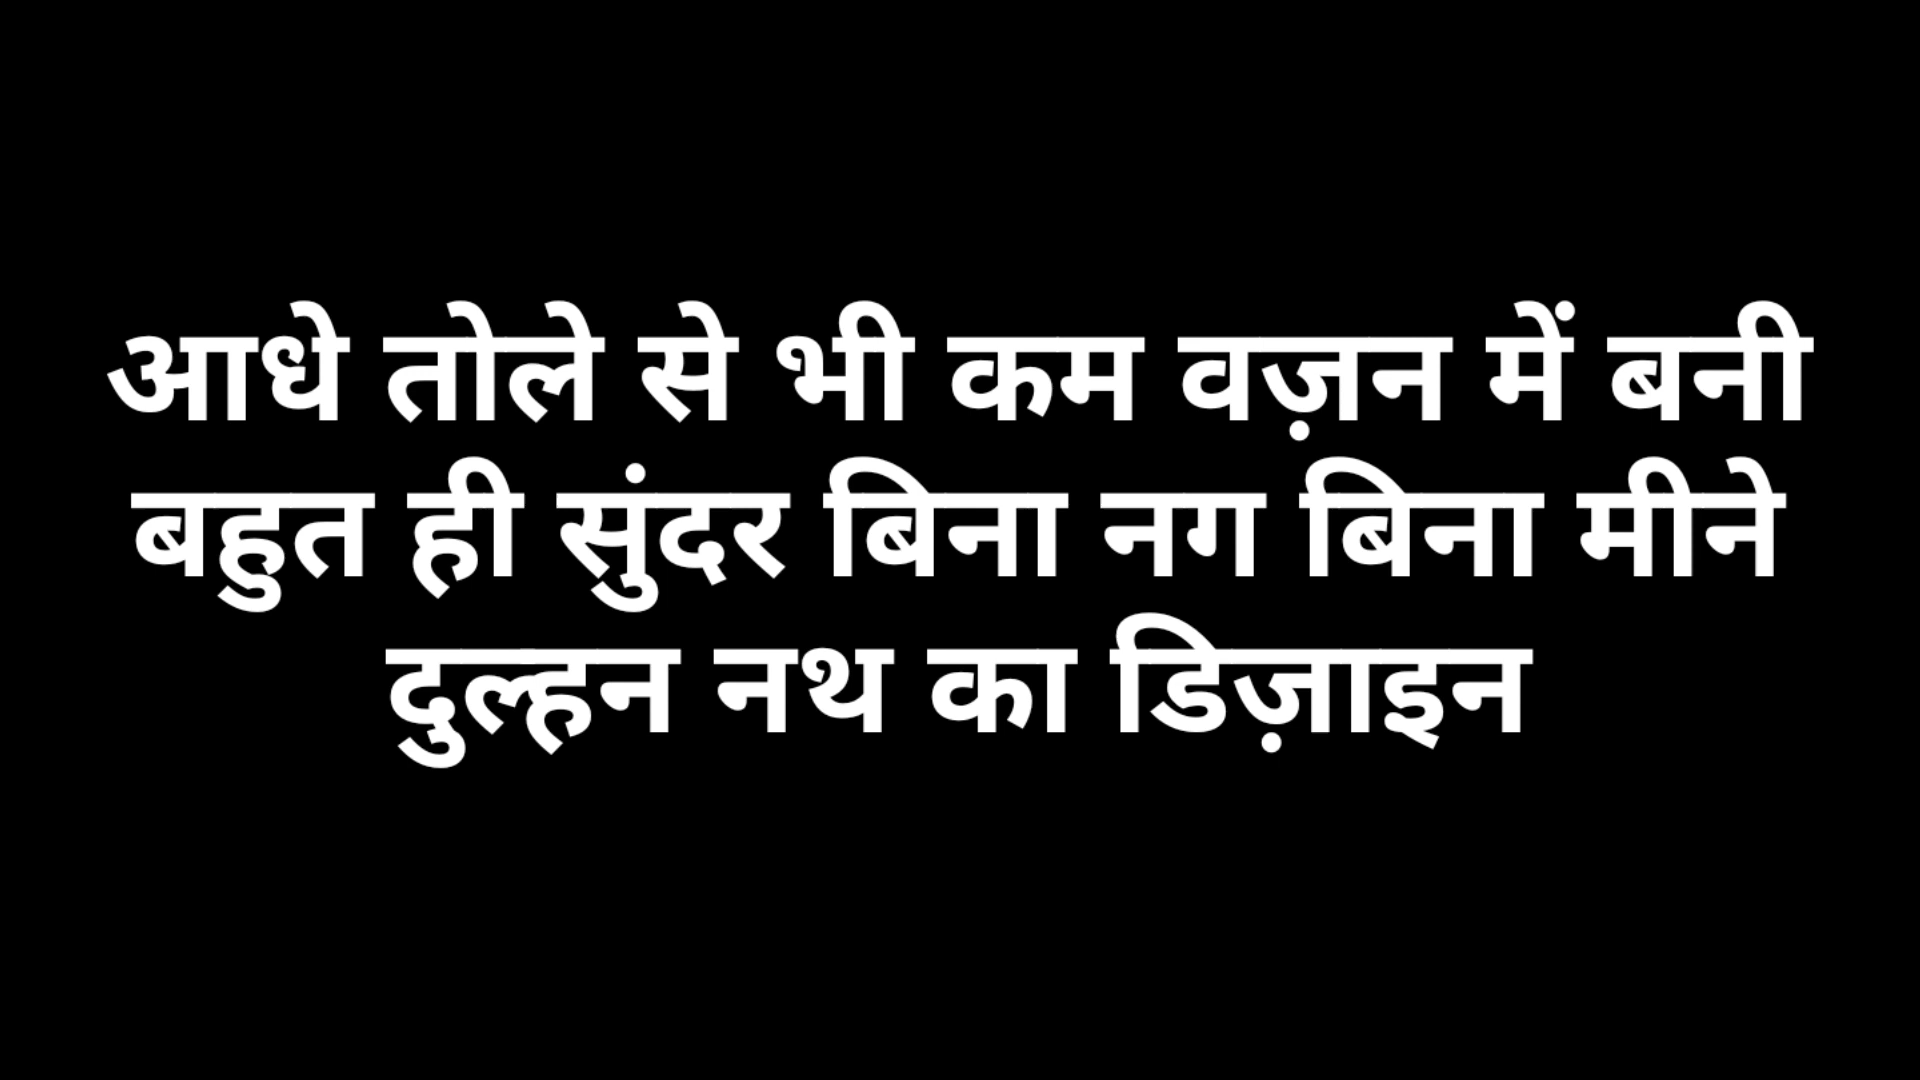 आधे तोले से भी कम वज़न में बनी
बहुत ही सुंदर बिना नग बिना मीने
दुल्हन नथ का डिज़ाइन